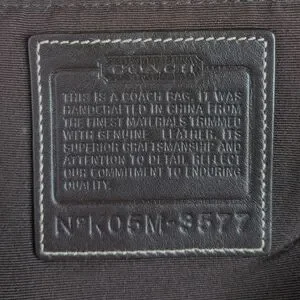 COACH
THIS IS A COACH BAG. IT WAS
HANDCRAFTED IN CHINA FROM
THE FINEST MATERIALS TRIMMED
WITH GENUINE LEATHER. ITS
SUPERIOR CRAFTSMANSHIP AND
ATTENTION TO DETAIL REFLECT
OUR COMMITMENT TO ENDURING
QUALITY.
Nº K05M-3577